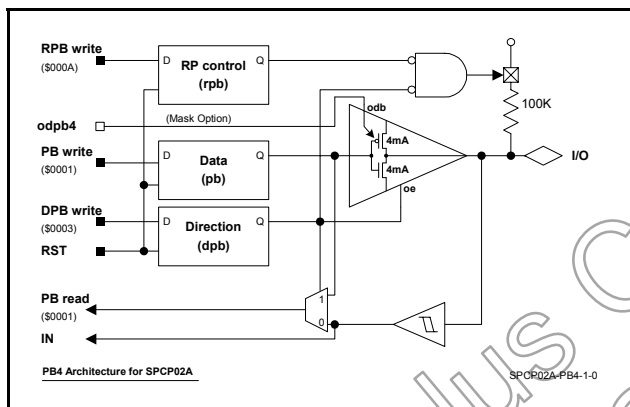 RPB write
($000A)
D
RP control
(rpb)
Q
100K
odpb4
(Mask Option)
odb
4mA
PB write
($0001)
D
Data
(pb)
Q
I/O
4mA
oe
DPB write
($0003)
D
Direction
(dpb)
Q
RST
PB read
($0001)
1
0
IN
PB4 Architecture for SPCP02A
SPCP02A-PB4-1-0
lus C